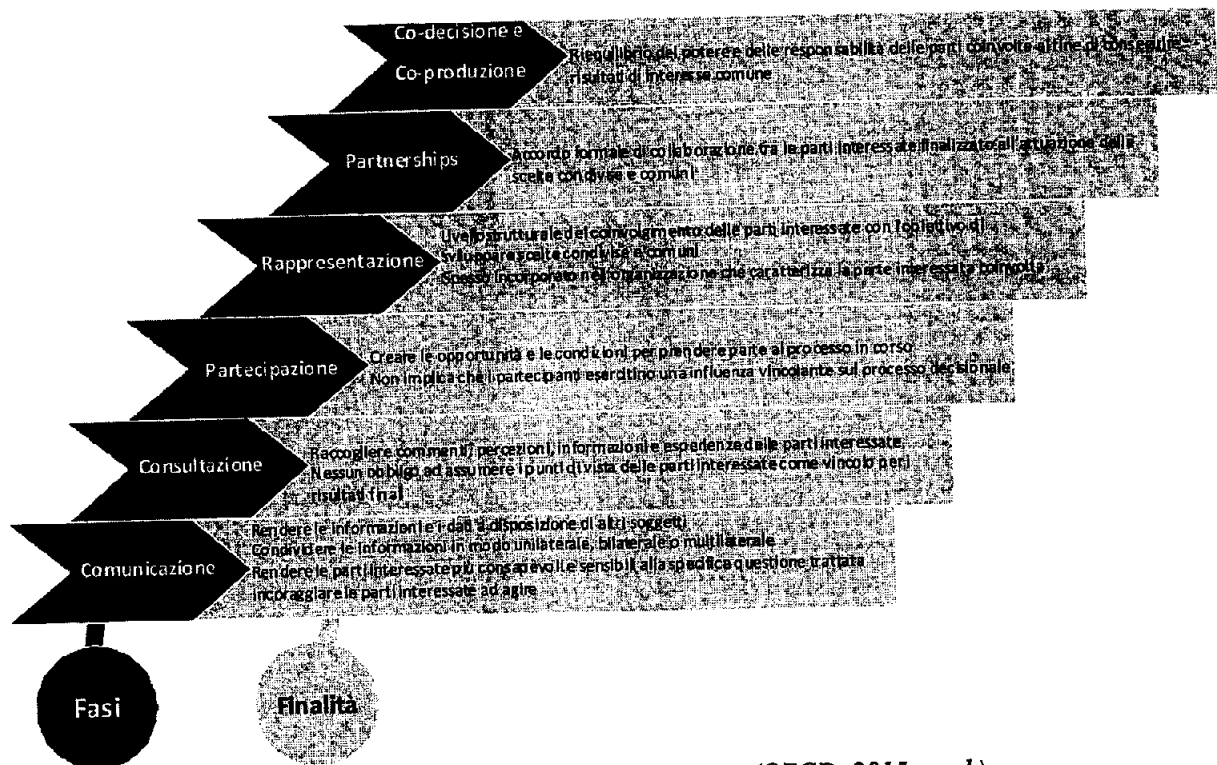 Co-decisione e
Co-produzione
Riequilibrio del potere e delle responsabilità delle parti coinvolte al fine di conseguire
risultati di interesse comune
Partnerships
Accordo formale di collaborazione tra le parti interessate finalizzato all'attuazione delle
scelte condivise e comuni
Rappresentazione
Livello strutturale del coinvolgimento delle parti interessate con l'obiettivo di
sviluppare scelte condivise e comuni
Spesso incorporato nell'organizzazione che caratterizza la parte interessata coinvolta
Partecipazione
Creare le opportunità e le condizioni per prendere parte al processo in corso
Non implica che i partecipanti esercitino una influenza vincolante sul processo decisionale
Consultazione
Raccogliere commenti, percezioni, informazioni e esperienze delle parti interessate
Nessun obbligo ad assumere i punti di vista delle parti interessate come vincolo per i
risultati finali
Comunicazione
Rendere le informazioni e i dati a disposizione di altri soggetti
Condividere le informazioni in modo unilaterale, bilaterale o multilaterale
Rendere le parti interessate più consapevoli e sensibili alla specifica questione trattata
Incoraggiare le parti interessate ad agire
Fasi
Finalità